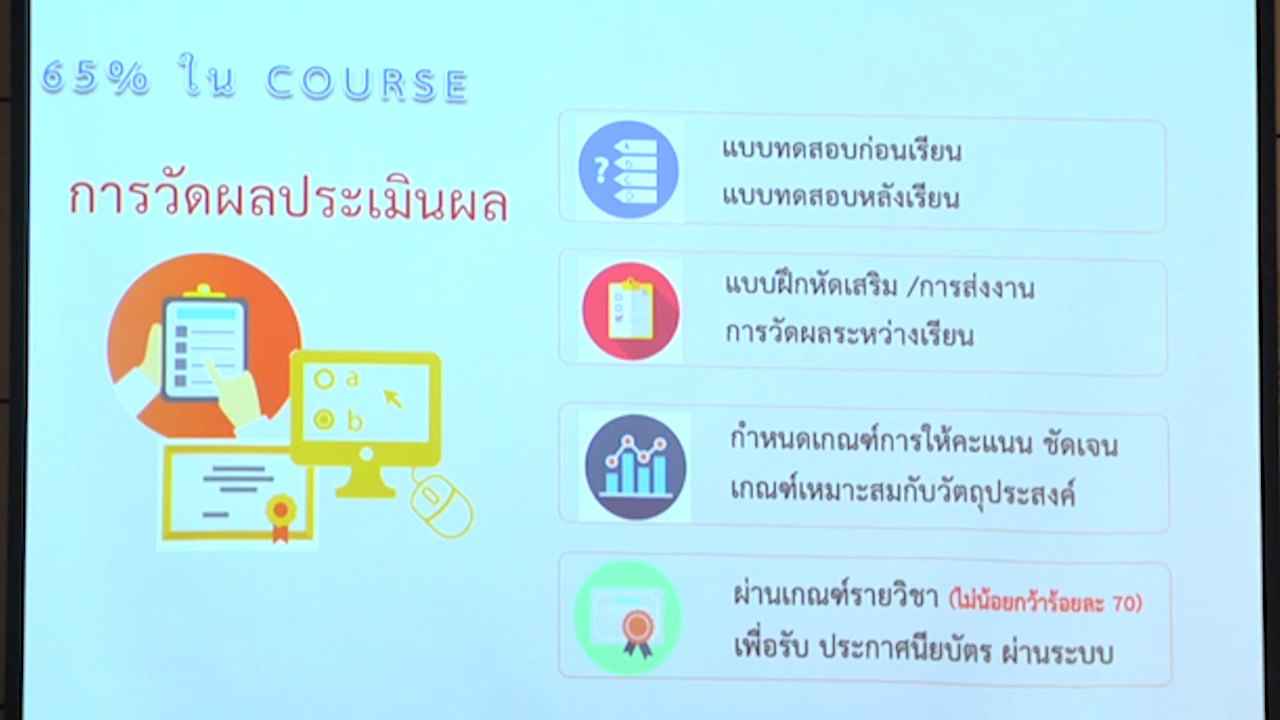 65% ใน COURSE
การวัดผลประเมินผล
a
b
แบบทดสอบก่อนเรียน
แบบทดสอบหลังเรียน
แบบฝึกหัดเสริม /การส่งงาน
การวัดผลระหว่างเรียน
กำหนดเกณฑ์การให้คะแนน ชัดเจน
เกณฑ์เหมาะสมกับวัตถุประสงค์
ผ่านเกณฑ์รายวิชา (ไม่น้อยกว้าร้อยละ 70)
เพื่อรับ ประกาศนียบัตร ผ่านระบบ